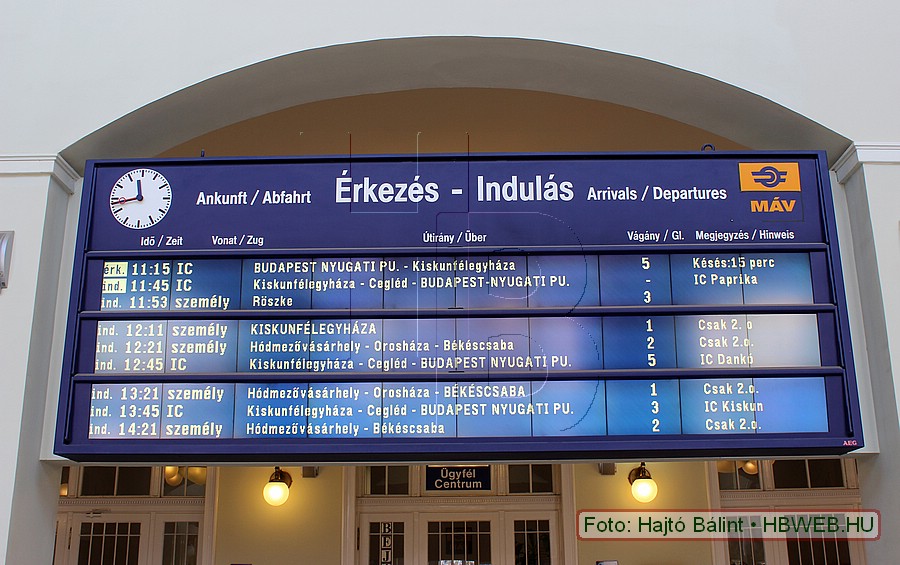 Ankunft / Abfahrt Érkezés - Indulás Arrivals / Departures
MÁV
Idő / Zeit Vonat / Zug Útirány / Über Vágány / Gl. Megjegyzés / Hinweis
érk. 11:15 IC BUDAPEST NYUGATI PU. - Kiskunfélegyháza 5 Késés:15 perc
ind. 11:45 IC Kiskunfélegyháza - Cegléd - BUDAPEST-NYUGATI PU. - IC Paprika
ind. 11:53 személy Röszke 3
ind. 12:11 személy KISKUNFÉLEGYHÁZA 1 Csak 2. o
ind. 12:21 személy Hódmezővásárhely - Orosháza - Békéscsaba 2 Csak 2.o.
ind. 12:45 IC Kiskunfélegyháza - Cegléd - BUDAPEST NYUGATI PU. 5 IC Dankó
ind. 13:21 személy Hódmezővásárhely - Orosháza - BÉKÉSCSABA 1 Csak 2.o.
ind. 13:45 IC Kiskunfélegyháza - Cegléd - BUDAPEST NYUGATI PU. 3 IC Kiskun
ind. 14:21 személy Hódmezővásárhely - Békéscsaba 2 Csak 2.o.
AEG
Ügyfél
Centrum
Foto: Hajtó Bálint • HBWEB.HU